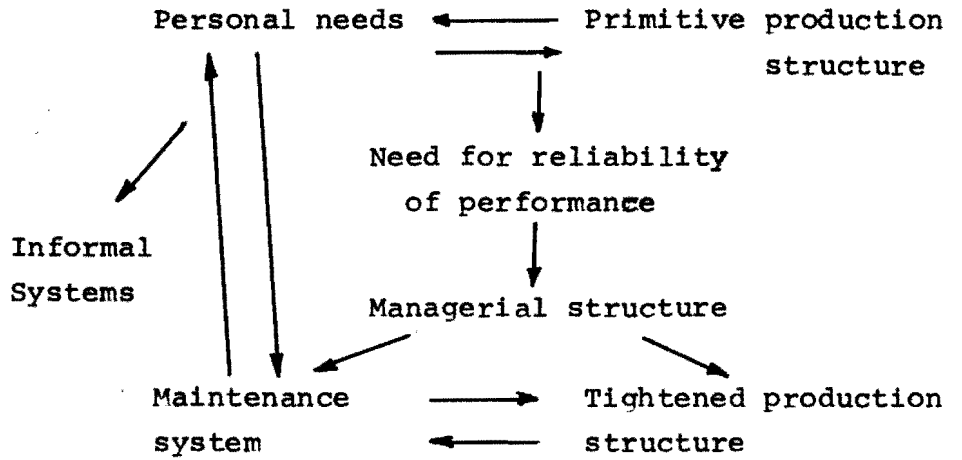 Personal needs
Primitive production
structure
Need for reliability
of performance
Informal
Systems
Managerial structure
Maintenance
system
Tightened production
structure